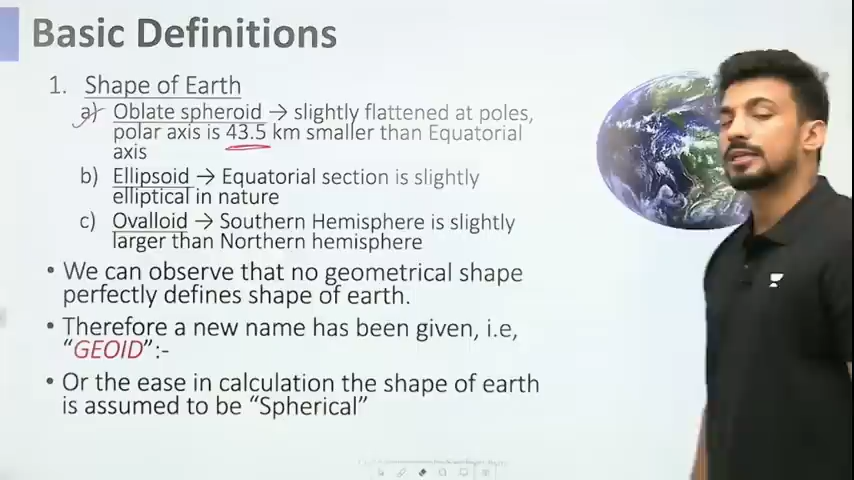 Basic Definitions
1. Shape of Earth
a) Oblate spheroid → slightly flattened at poles,
polar axis is 43.5 km smaller than Equatorial
axis
b) Ellipsoid → Equatorial section is slightly
elliptical in nature
c) Ovalloid → Southern Hemisphere is slightly
larger than Northern hemisphere
• We can observe that no geometrical shape
perfectly defines shape of earth.
• Therefore a new name has been given, i.e,
“GEOID”:-
• Or the ease in calculation the shape of earth
is assumed to be “Spherical”